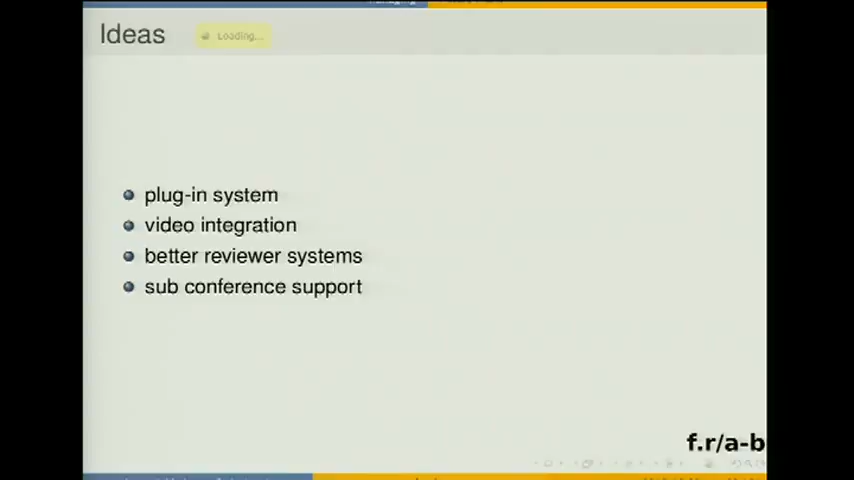 Ideas
Loading...
plug-in system
video integration
better reviewer systems
sub conference support
f.r/a-b